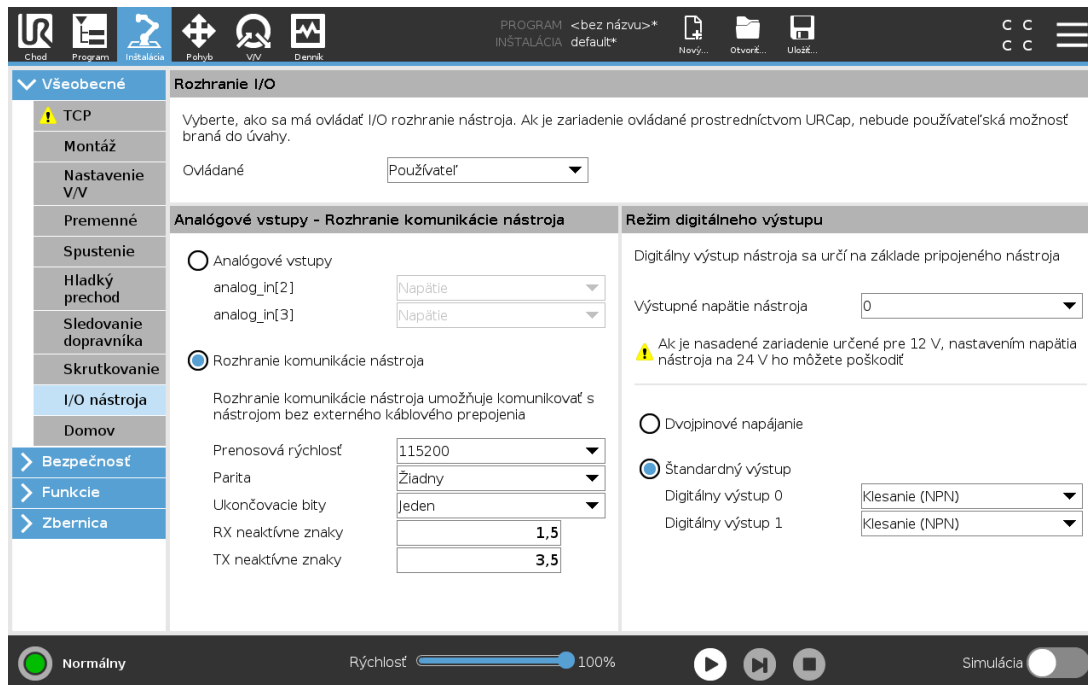 UR
Chod
Program
Inštalácia
Pohyb
V/V
Denník
PROGRAM <bez názvu>*
INŠTALÁCIA default*
Nový...
Otvoriť...
Uložiť...
C C
C C
Všeobecné
TCP
Montáž
Nastavenie
V/V
Premenné
Spustenie
Hladký
prechod
Sledovanie
dopravníka
Skrutkovanie
I/O nástroja
Domov
Bezpečnosť
Funkcie
Zbernica
Rozhranie I/O
Vyberte, ako sa má ovládať I/O rozhranie nástroja. Ak je zariadenie ovládané prostredníctvom URCap, nebude používateľská možnosť
braná do úvahy.
Ovládané
Používateľ
Analógové vstupy - Rozhranie komunikácie nástroja
Analógové vstupy
analog_in[2]
Napätie
analog_in[3]
Napätie
Rozhranie komunikácie nástroja
Rozhranie komunikácie nástroja umožňuje komunikovať s
nástrojom bez externého káblového prepojenia
Prenosová rýchlosť
115200
Parita
Žiadny
Ukončovacie bity
Jeden
RX neaktívne znaky
1,5
TX neaktívne znaky
3,5
Režim digitálneho výstupu
Digitálny výstup nástroja sa určí na základe pripojeného nástroja
Výstupné napätie nástroja
0
Ak je nasadené zariadenie určené pre 12 V, nastavením napätia
nástroja na 24 V ho môžete poškodiť
Dvojpinové napájanie
Štandardný výstup
Digitálny výstup 0
Klesanie (NPN)
Digitálny výstup 1
Klesanie (NPN)
Normálny
Rýchlosť
100%
Simulácia